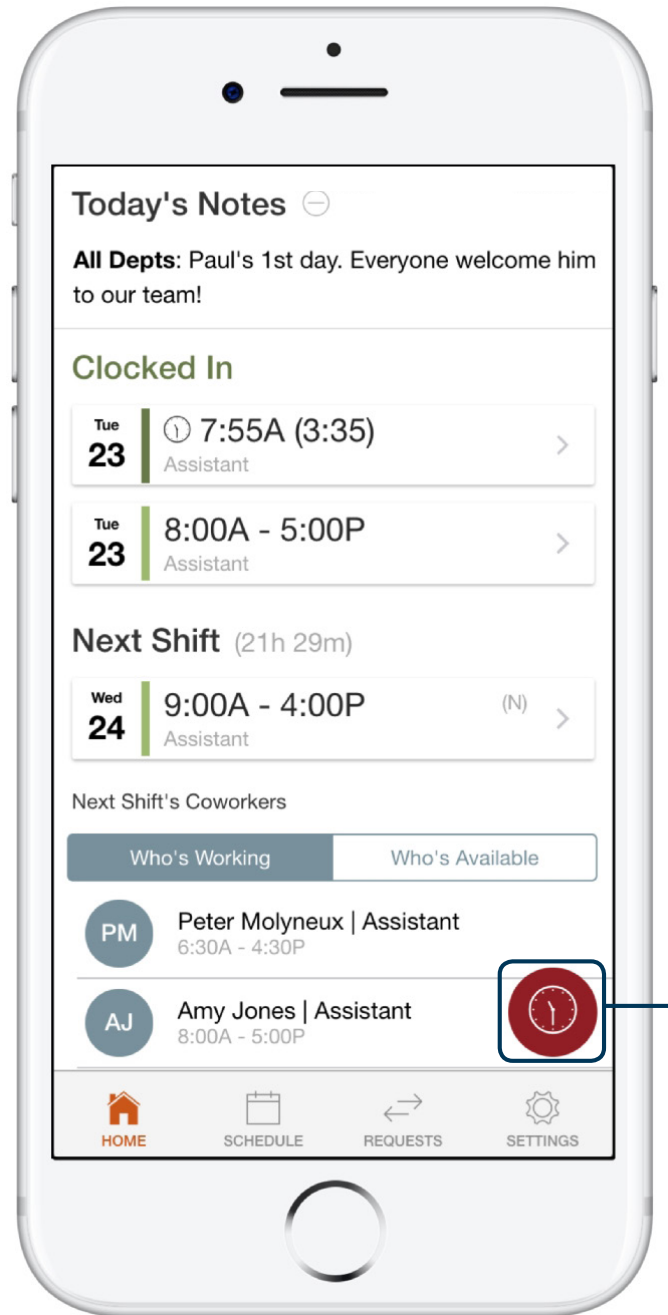 Today's Notes
All Depts: Paul's 1st day. Everyone welcome him
to our team!
Clocked In
Tue
23
7:55A (3:35)
Assistant
Tue
23
8:00A - 5:00P
Assistant
Next Shift (21h 29m)
Wed
24
9:00A - 4:00P (N)
Assistant
Next Shift's Coworkers
Who's Working Who's Available
PM
Peter Molyneux | Assistant
6:30A - 4:30P
AJ
Amy Jones | Assistant
8:00A - 5:00P
HOME SCHEDULE REQUESTS SETTINGS